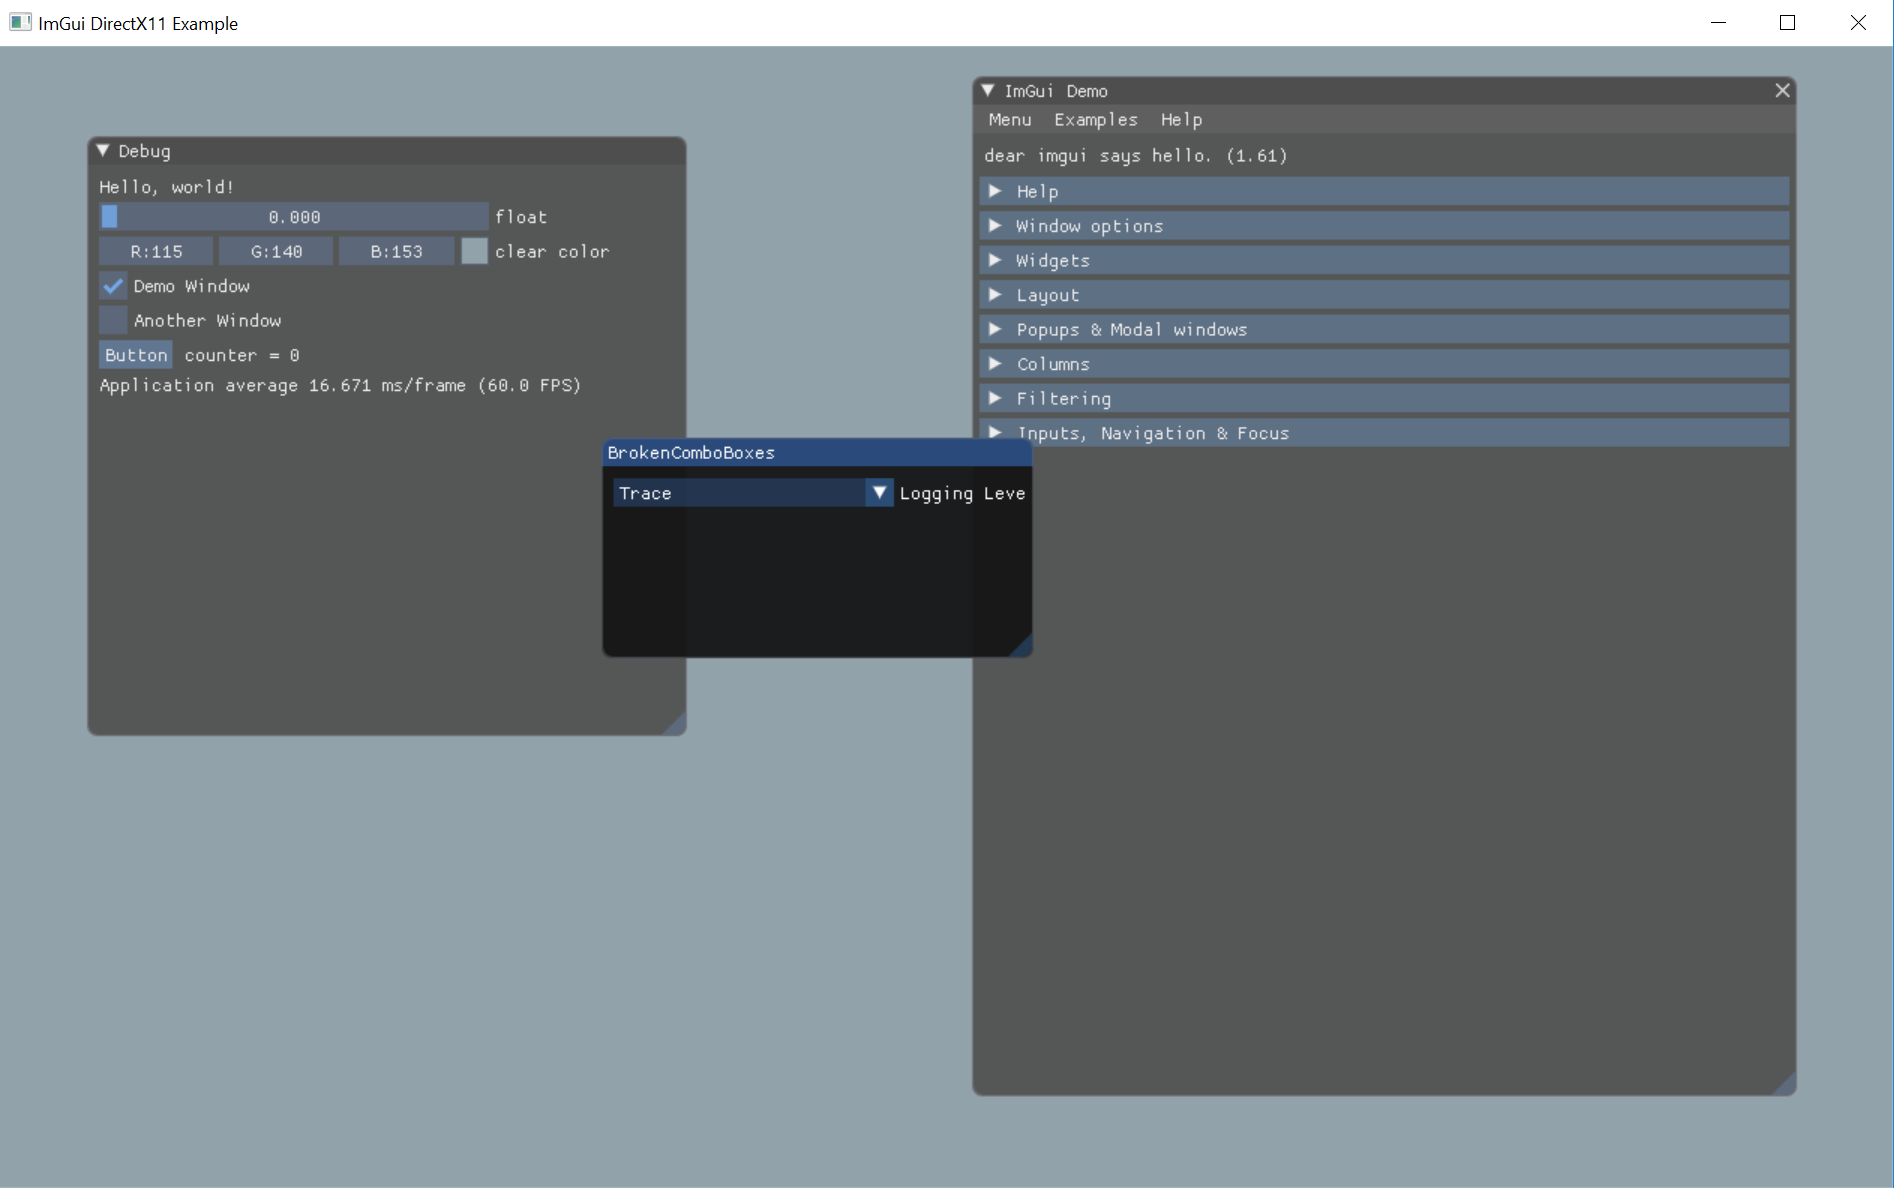 ImGui DirectX11 Example
Debug
Hello, world!
0.000 float
R:115 G:140 B:153 clear color
Demo Window
Another Window
Button counter = 0
Application average 16.671 ms/frame (60.0 FPS)
BrokenComboBoxes
Trace Logging Leve
ImGui Demo
Menu Examples Help
dear imgui says hello. (1.61)
Help
Window options
Widgets
Layout
Popups & Modal windows
Columns
Filtering
Inputs, Navigation & Focus